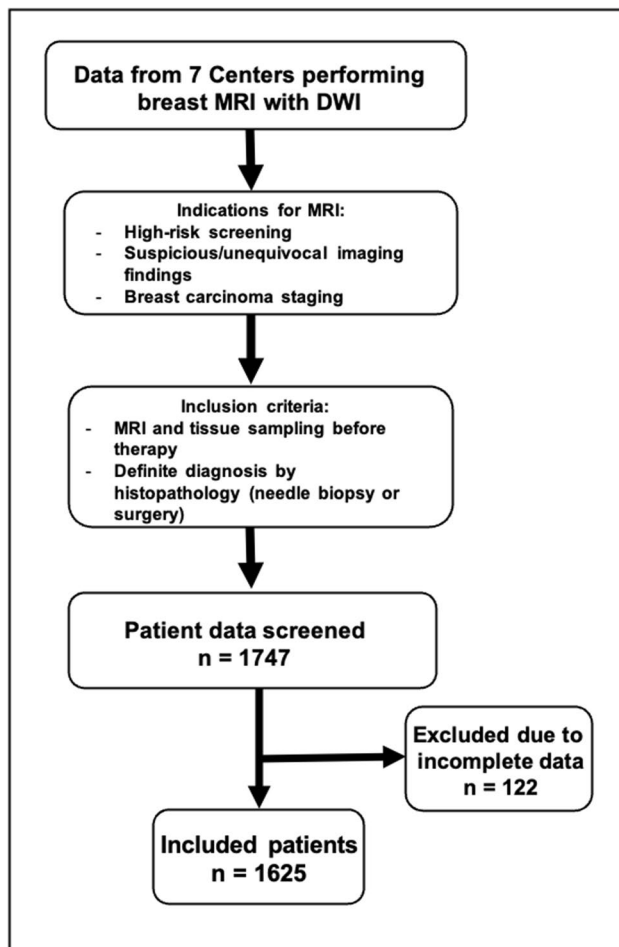 Data from 7 Centers performing
breast MRI with DWI
Indications for MRI:
- High-risk screening
- Suspicious/unequivocal imaging
findings
- Breast carcinoma staging
Inclusion criteria:
- MRI and tissue sampling before
therapy
- Definite diagnosis by
histopathology (needle biopsy or
surgery)
Patient data screened
n = 1747
Excluded due to
incomplete data
n = 122
Included patients
n = 1625